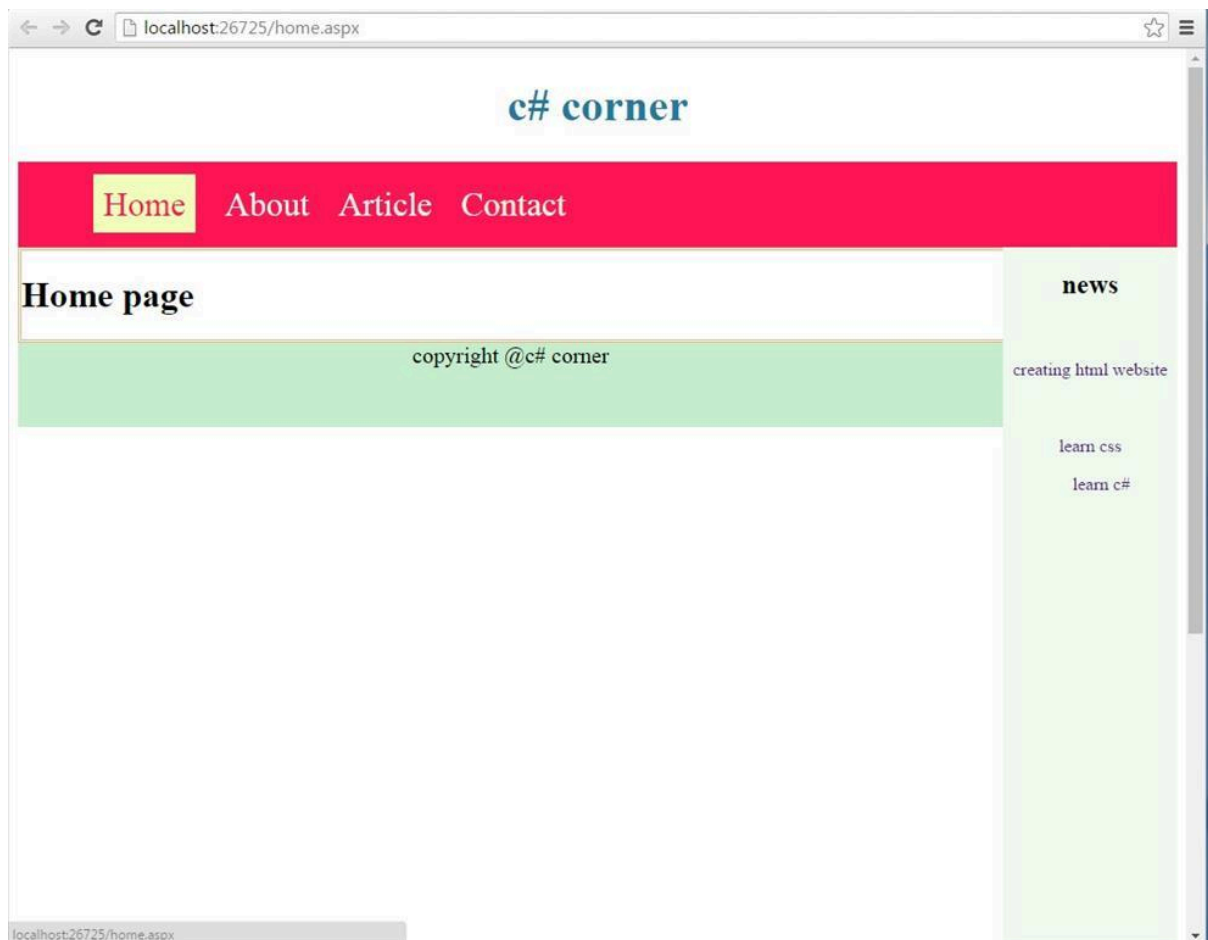 localhost:26725/home.aspx
c# corner
Home About Article Contact
Home page
copyright @c# corner
news
creating html website
learn css
learn c#
localhost:26725/home.aspx